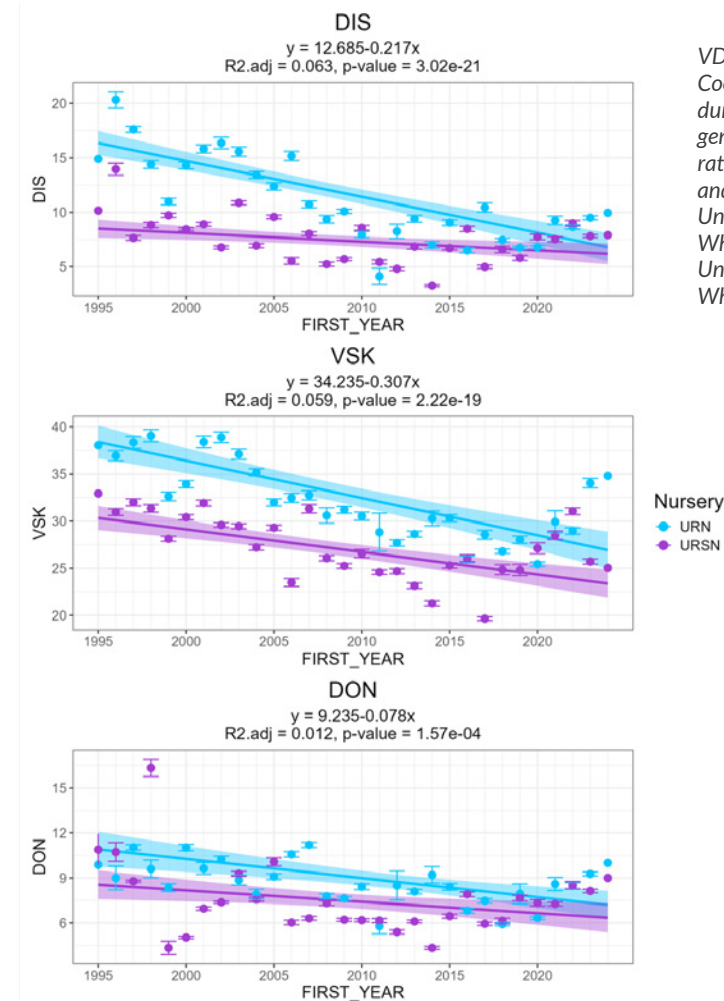 DIS
y = 12.685-0.217x
R2.adj = 0.063, p-value = 3.02e-21
20
15
10
5
DIS
1995 2000 2005 2010 2015 2020
FIRST_YEAR
VSK
y = 34.235-0.307x
R2.adj = 0.059, p-value = 2.22e-19
40
35
30
25
20
VSK
1995 2000 2005 2010 2015 2020
FIRST_YEAR
Nursery
URN
URSN
DON
y = 9.235-0.078x
R2.adj = 0.012, p-value = 1.57e-04
15
12
9
6
DON
1995 2000 2005 2010 2015 2020
FIRST_YEAR